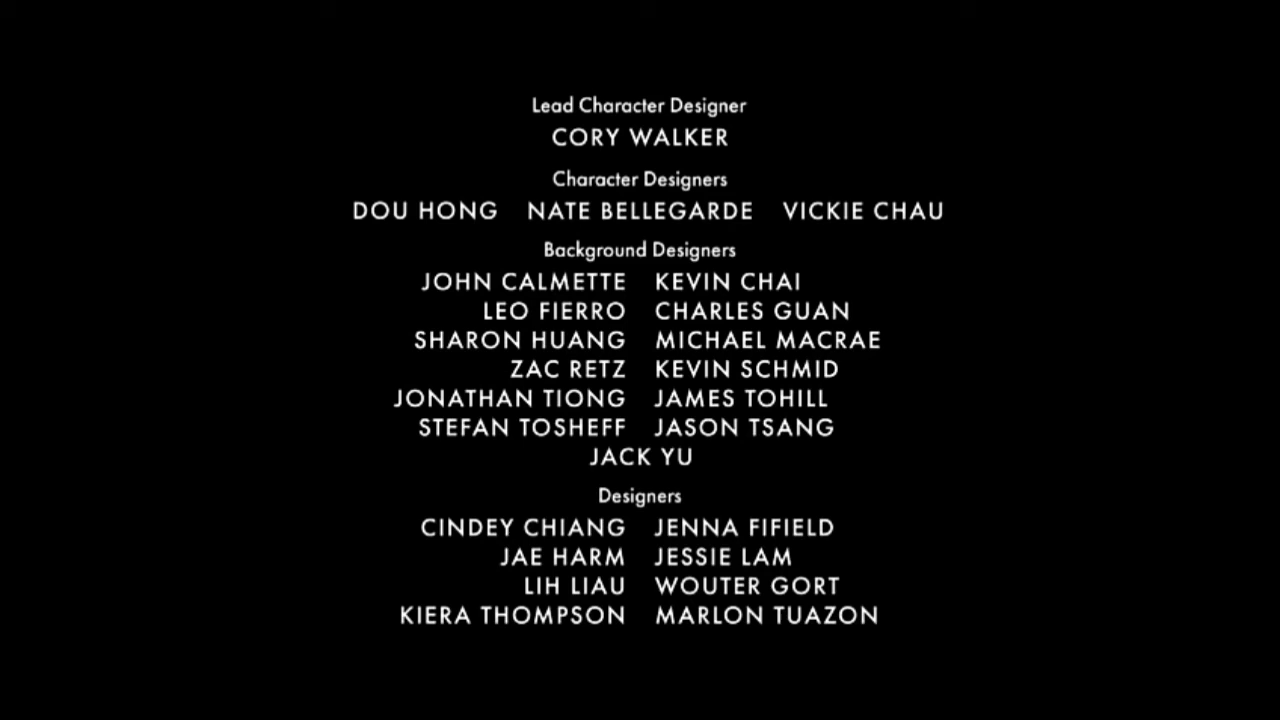 Lead Character Designer
CORY WALKER
Character Designers
DOU HONG NATE BELLEGARDE VICKIE CHAU
Background Designers
JOHN CALMETTE KEVIN CHAI
LEO FIERRO CHARLES GUAN
SHARON HUANG MICHAEL MACRAE
ZAC RETZ KEVIN SCHMID
JONATHAN TIONG JAMES TOHILL
STEFAN TOSHEFF JASON TSANG
JACK YU
Designers
CINDEY CHIANG JENNA FIFIELD
JAE HARM JESSIE LAM
LIH LIAU WOUTER GORT
KIERA THOMPSON MARLON TUAZON